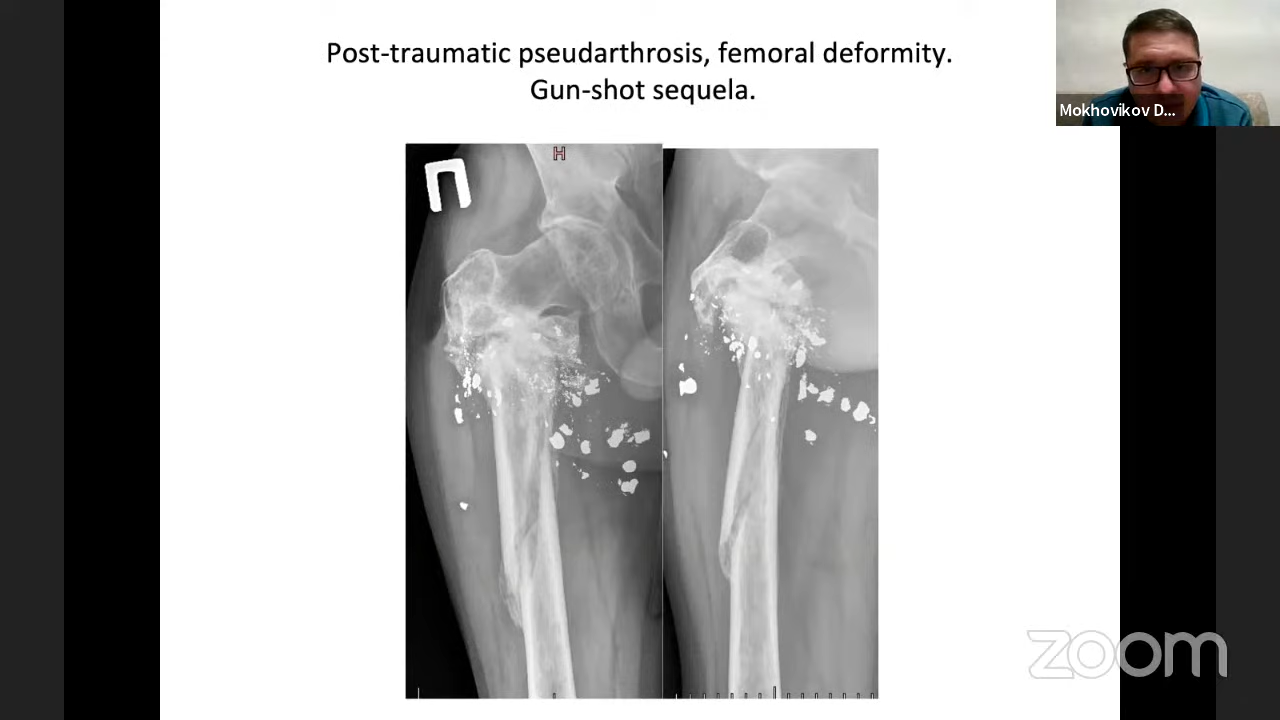 Post-traumatic pseudarthrosis, femoral deformity.
Gun-shot sequela.
Mokhovikov D...
H
П
zoom